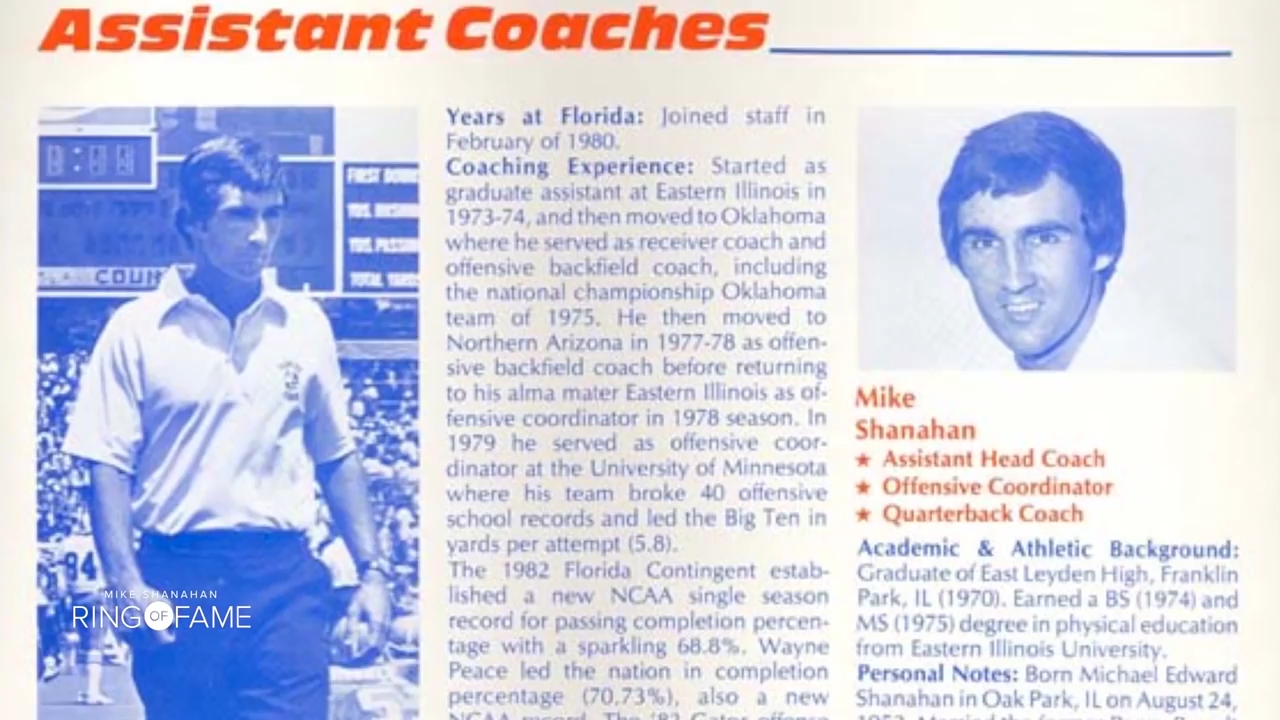 Assistant Coaches
FIRST DOWN
COUN
84
MIKE SHANAHAN
RING OF FAME
Years at Florida: Joined staff in
February of 1980.
Coaching Experience: Started as
graduate assistant at Eastern Illinois in
1973-74, and then moved to Oklahoma
where he served as receiver coach and
offensive backfield coach, including
the national championship Oklahoma
team of 1975. He then moved to
Northern Arizona in 1977-78 as offen-
sive backfield coach before returning
to his alma mater Eastern Illinois as of-
fensive coordinator in 1978 season. In
1979 he served as offensive coor-
dinator at the University of Minnesota
where his team broke 40 offensive
school records and led the Big Ten in
yards per attempt (5.8).
The 1982 Florida Contingent estab-
lished a new NCAA single season
record for passing completion percen-
tage with a sparkling 68.8%. Wayne
Peace led the nation in completion
percentage (70.73%), also a new
NCAA record. The '82 Gator offense
Mike
Shanahan
★ Assistant Head Coach
★ Offensive Coordinator
★ Quarterback Coach
Academic & Athletic Background:
Graduate of East Leyden High, Franklin
Park, IL (1970). Earned a BS (1974) and
MS (1975) degree in physical education
from Eastern Illinois University.
Personal Notes: Born Michael Edward
Shanahan in Oak Park, IL on August 24,